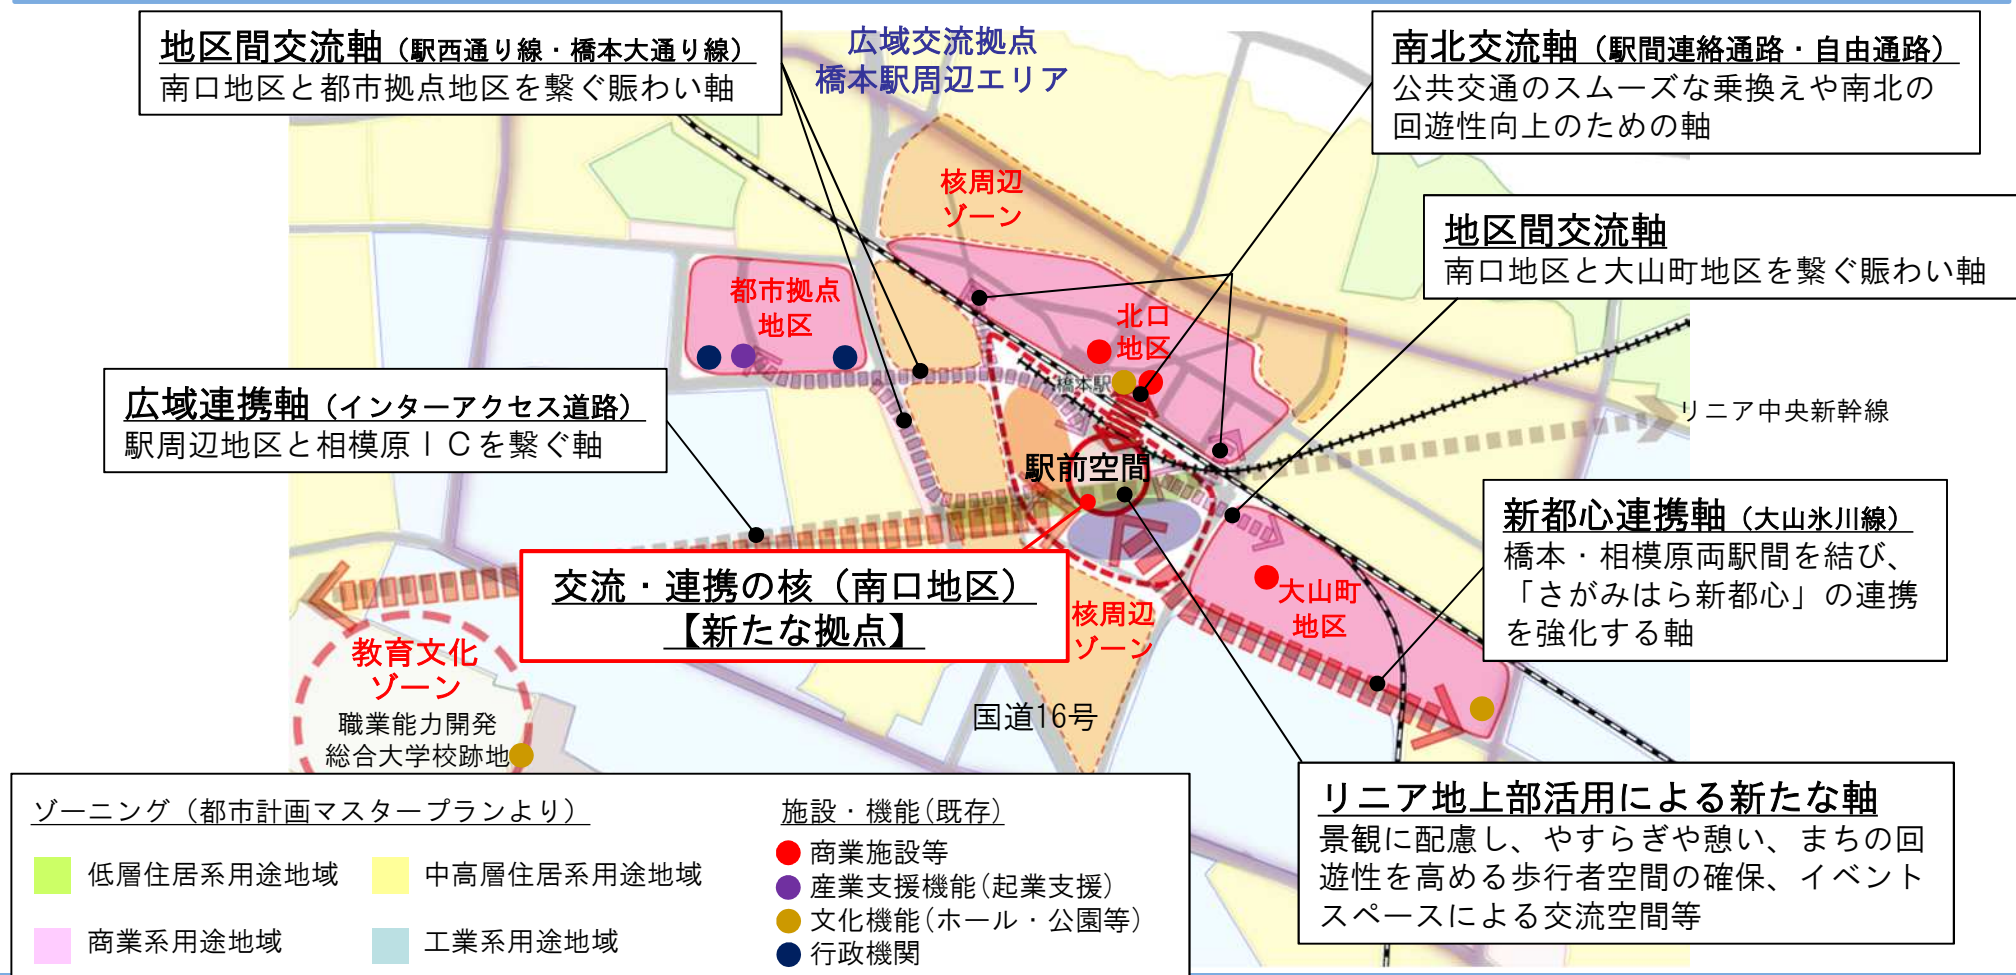 地区間交流軸（駅西通り線・橋本大通り線）
南口地区と都市拠点地区を繋ぐ賑わい軸
広域交流拠点
橋本駅周辺エリア
南北交流軸（駅間連絡通路・自由通路）
公共交通のスムーズな乗換えや南北の
回遊性向上のための軸
核周辺
ゾーン
地区間交流軸
南口地区と大山町地区を繋ぐ賑わい軸
都市拠点
地区
北口
地区
橋本駅
広域連携軸（インターアクセス道路）
駅周辺地区と相模原ＩＣを繋ぐ軸
リニア中央新幹線
駅前空間
新都心連携軸（大山氷川線）
橋本・相模原両駅間を結び、
「さがみはら新都心」の連携
を強化する軸
交流・連携の核（南口地区）
【新たな拠点】
核周辺
ゾーン
大山町
地区
教育文化
ゾーン
職業能力開発
総合大学校跡地
国道16号
リニア地上部活用による新たな軸
景観に配慮し、やすらぎや憩い、まちの回
遊性を高める歩行者空間の確保、イベント
スペースによる交流空間等
ゾーニング（都市計画マスタープランより）
低層住居系用途地域
中高層住居系用途地域
商業系用途地域
工業系用途地域
施設・機能(既存)
商業施設等
産業支援機能(起業支援)
文化機能(ホール・公園等)
行政機関